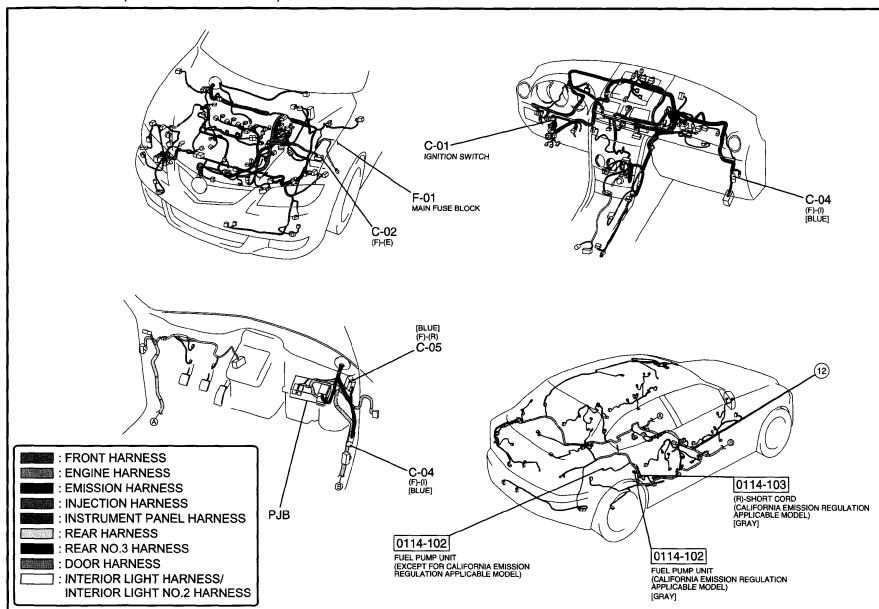 C-01
IGNITION SWITCH
F-01
MAIN FUSE BLOCK
C-02
(F)-(E)
C-04
(F)-(I)
[BLUE]
[BLUE]
(F)-(R)
C-05
C-04
(F)-(I)
[BLUE]
PJB
A
B
12
A
B
0114-103
(R)-SHORT CORD
(CALIFORNIA EMISSION REGULATION
APPLICABLE MODEL)
[GRAY]
0114-102
FUEL PUMP UNIT
(EXCEPT FOR CALIFORNIA EMISSION
REGULATION APPLICABLE MODEL)
0114-102
FUEL PUMP UNIT
(CALIFORNIA EMISSION REGULATION
APPLICABLE MODEL)
[GRAY]
: FRONT HARNESS
: ENGINE HARNESS
: EMISSION HARNESS
: INJECTION HARNESS
: INSTRUMENT PANEL HARNESS
: REAR HARNESS
: REAR NO.3 HARNESS
: DOOR HARNESS
: INTERIOR LIGHT HARNESS/
INTERIOR LIGHT NO.2 HARNESS